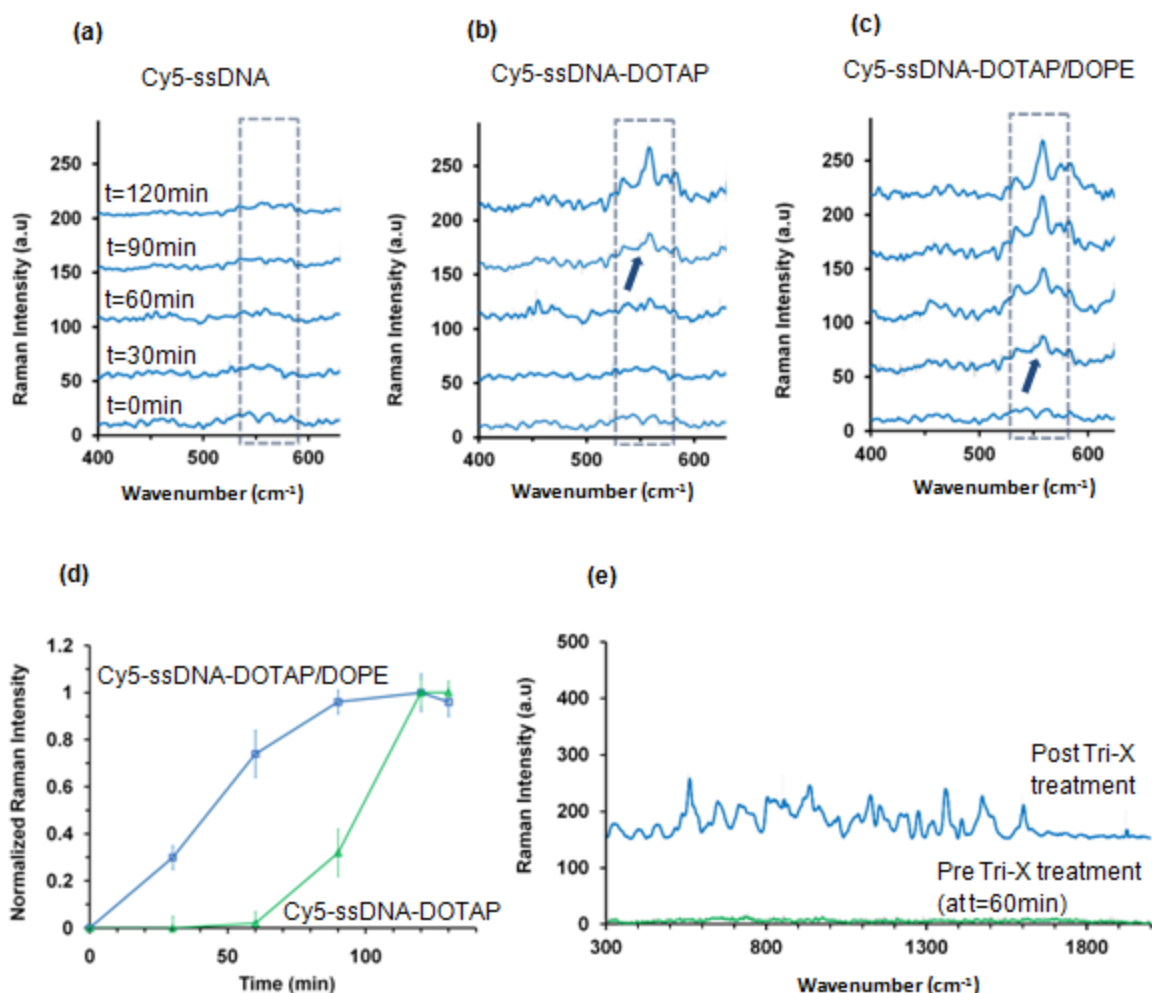 (a)
Cy5-ssDNA
Raman Intensity (a.u)
250
200
150
100
50
0
t=120min
t=90min
t=60min
t=30min
t=0min
400 500 600
Wavenumber (cm⁻¹)
(b)
Cy5-ssDNA-DOTAP
Raman Intensity (a.u)
250
200
150
100
50
0
400 500 600
Wavenumber (cm⁻¹)
(c)
Cy5-ssDNA-DOTAP/DOPE
Raman Intensity (a.u)
250
200
150
100
50
0
400 500 600
Wavenumber (cm⁻¹)
(d)
Normalized Raman Intensity
1.2
1
0.8
0.6
0.4
0.2
0
Cy5-ssDNA-DOTAP/DOPE
Cy5-ssDNA-DOTAP
0 50 100
Time (min)
(e)
Raman Intensity (a.u)
500
400
300
200
100
0
Post Tri-X
treatment
Pre Tri-X treatment
(at t=60min)
300 800 1300 1800
Wavenumber (cm⁻¹)